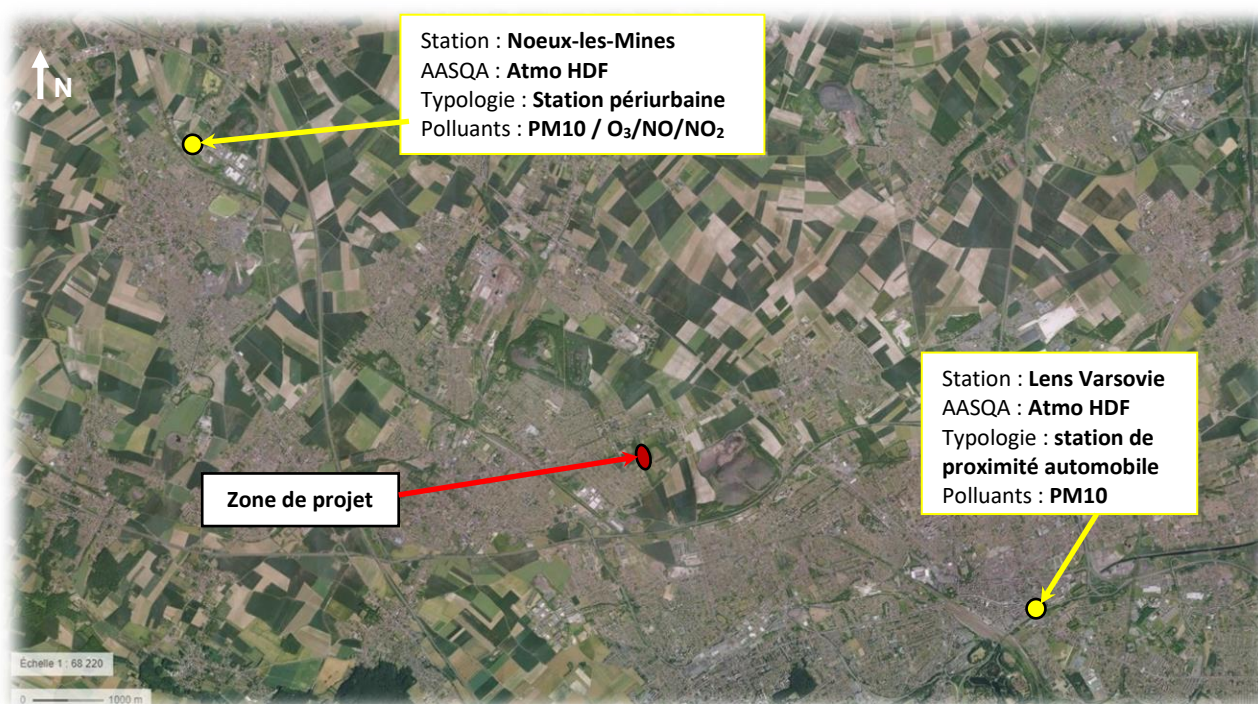 N
Station : Noeux-les-Mines
AASQA : Atmo HDF
Typologie : Station périurbaine
Polluants : PM10 / O₃/NO/NO₂
Station : Lens Varsovie
AASQA : Atmo HDF
Typologie : station de
proximité automobile
Polluants : PM10
Zone de projet
Échelle 1 : 68 220
0 1000 m